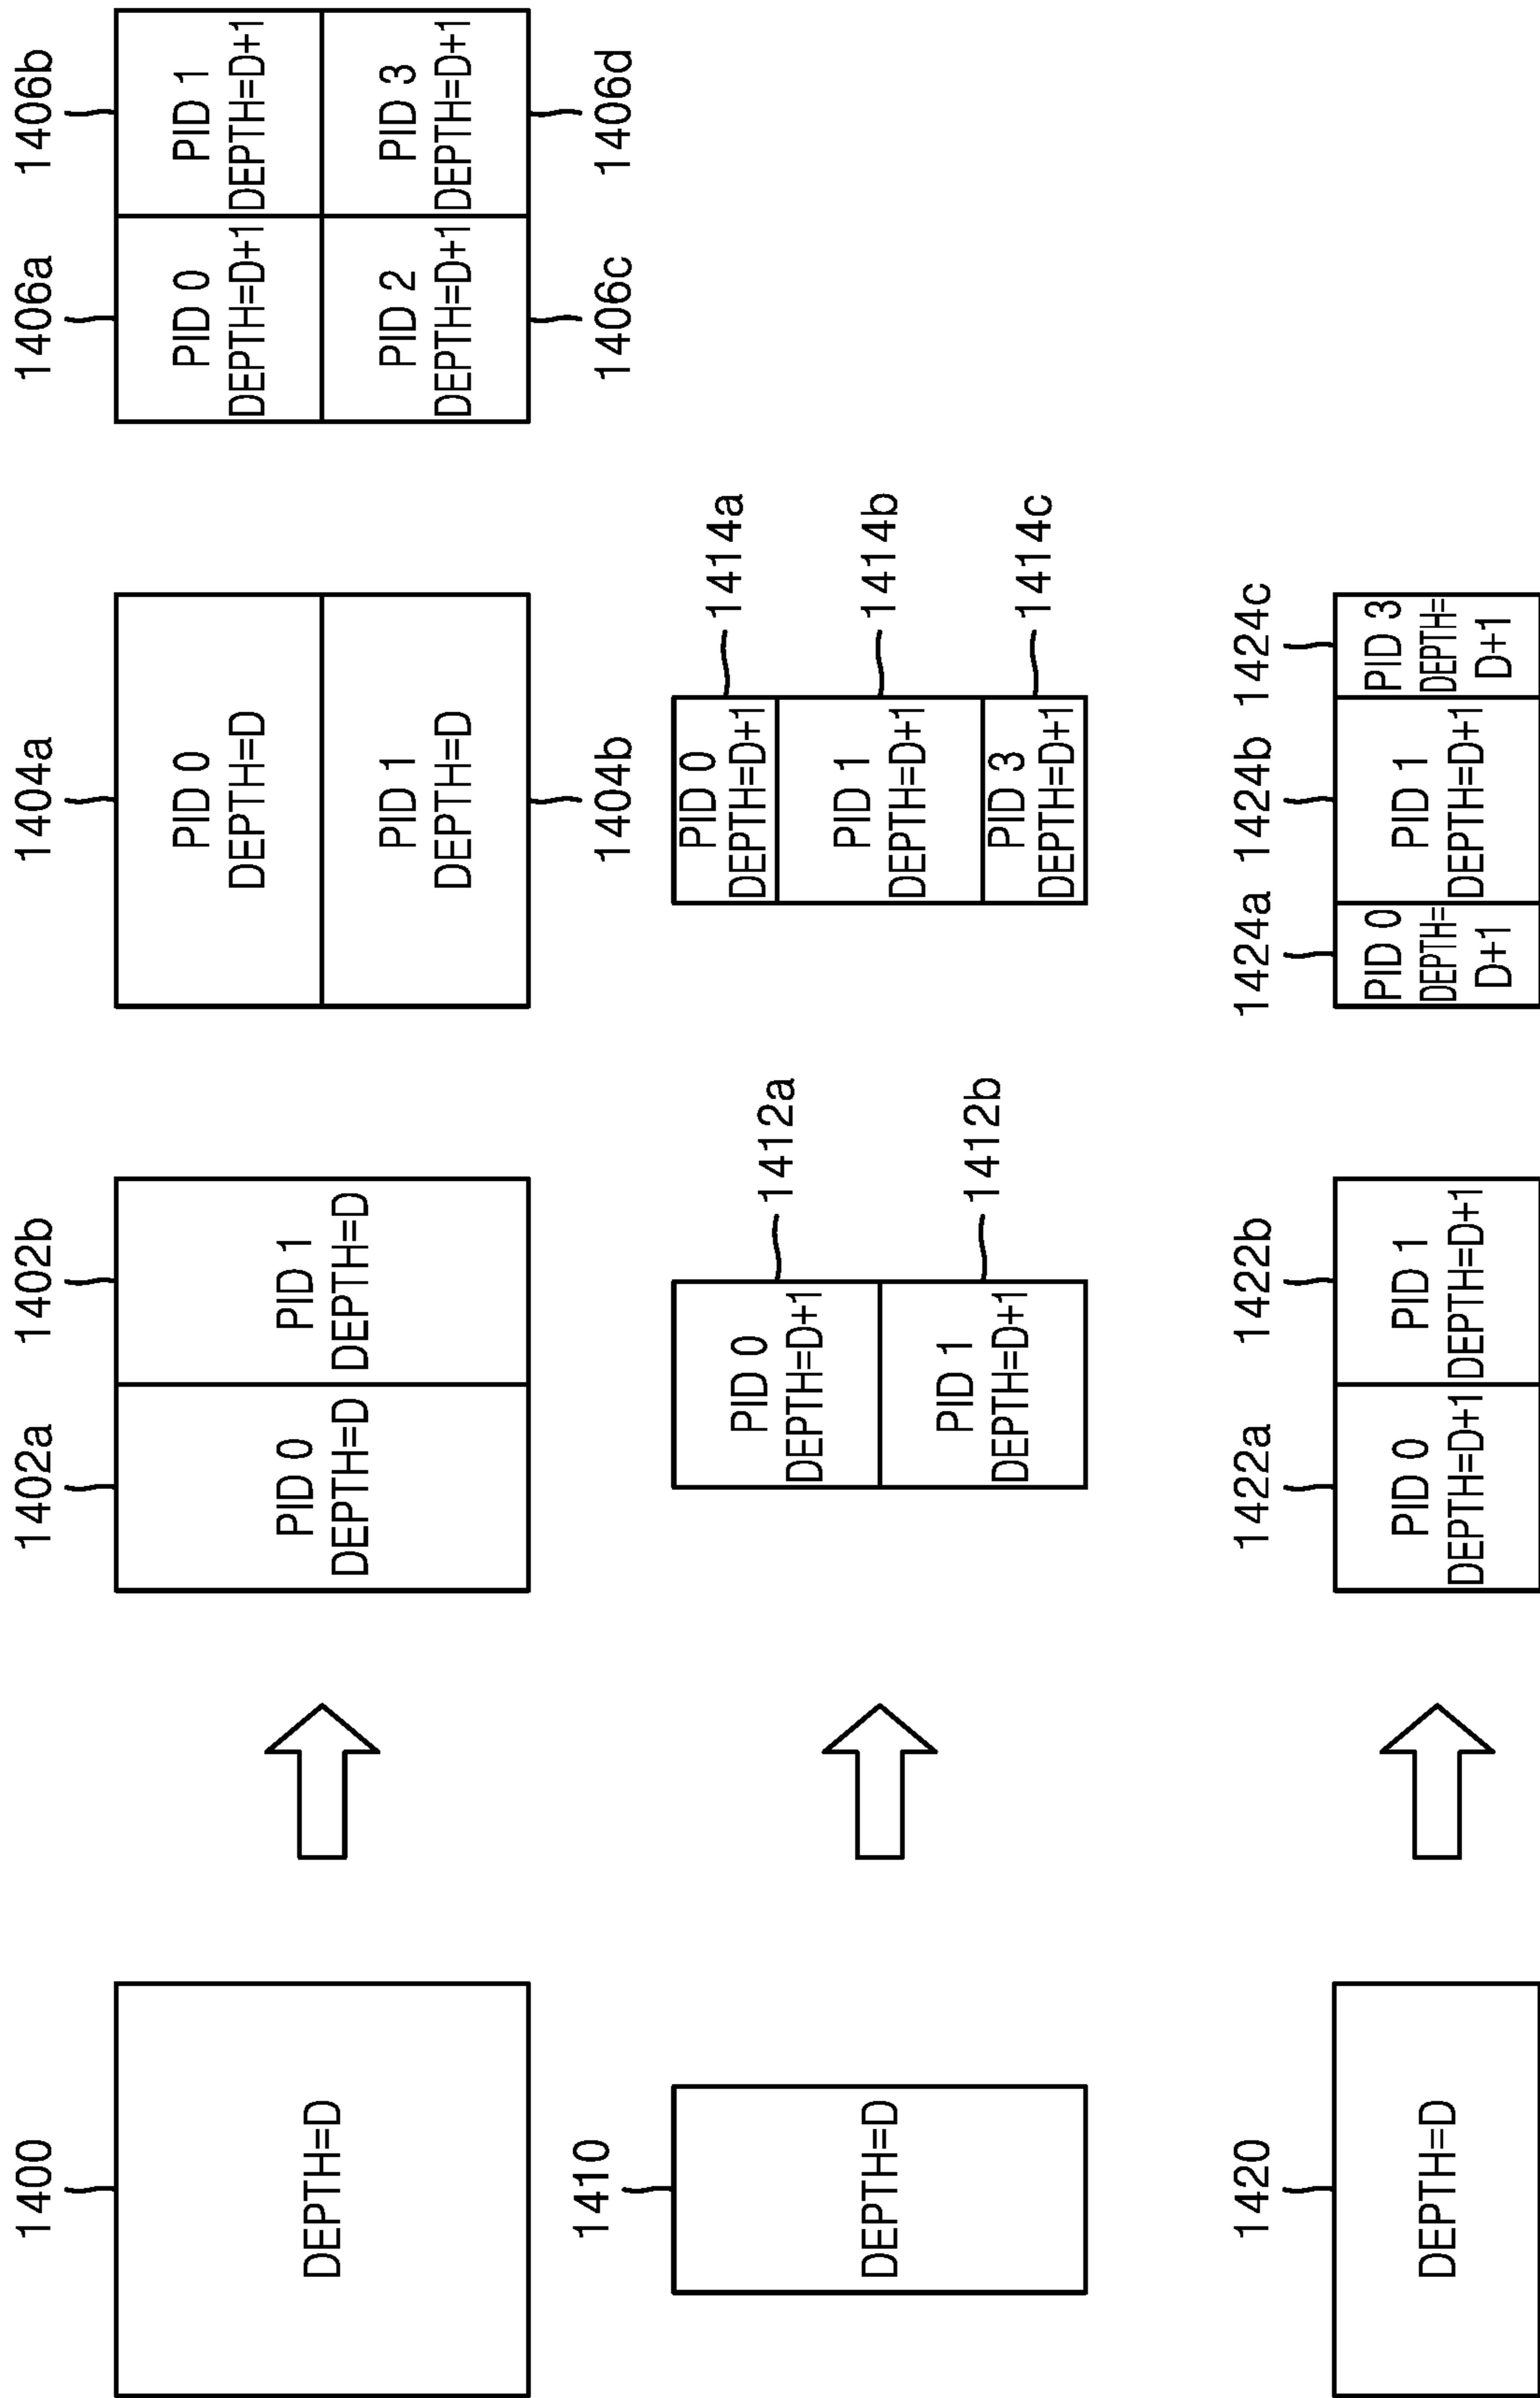 1400
DEPTH=D
1402a
1402b
PID 0
DEPTH=D
PID 1
DEPTH=D
1404a
PID 0
DEPTH=D
PID 1
DEPTH=D
1404b
1406a
1406b
PID 0
DEPTH=D+1
PID 1
DEPTH=D+1
PID 2
DEPTH=D+1
PID 3
DEPTH=D+1
1406c
1406d
1410
DEPTH=D
PID 0
DEPTH=D+1
1412a
PID 1
DEPTH=D+1
1412b
PID 0
DEPTH=D+1
1414a
PID 1
DEPTH=D+1
1414b
PID 3
DEPTH=D+1
1414c
1420
DEPTH=D
1422a
1422b
PID 0
DEPTH=D+1
PID 1
DEPTH=D+1
1424a
1424b
1424c
PID 0
DEPTH=
D+1
PID 1
DEPTH=D+1
PID 3
DEPTH=
D+1